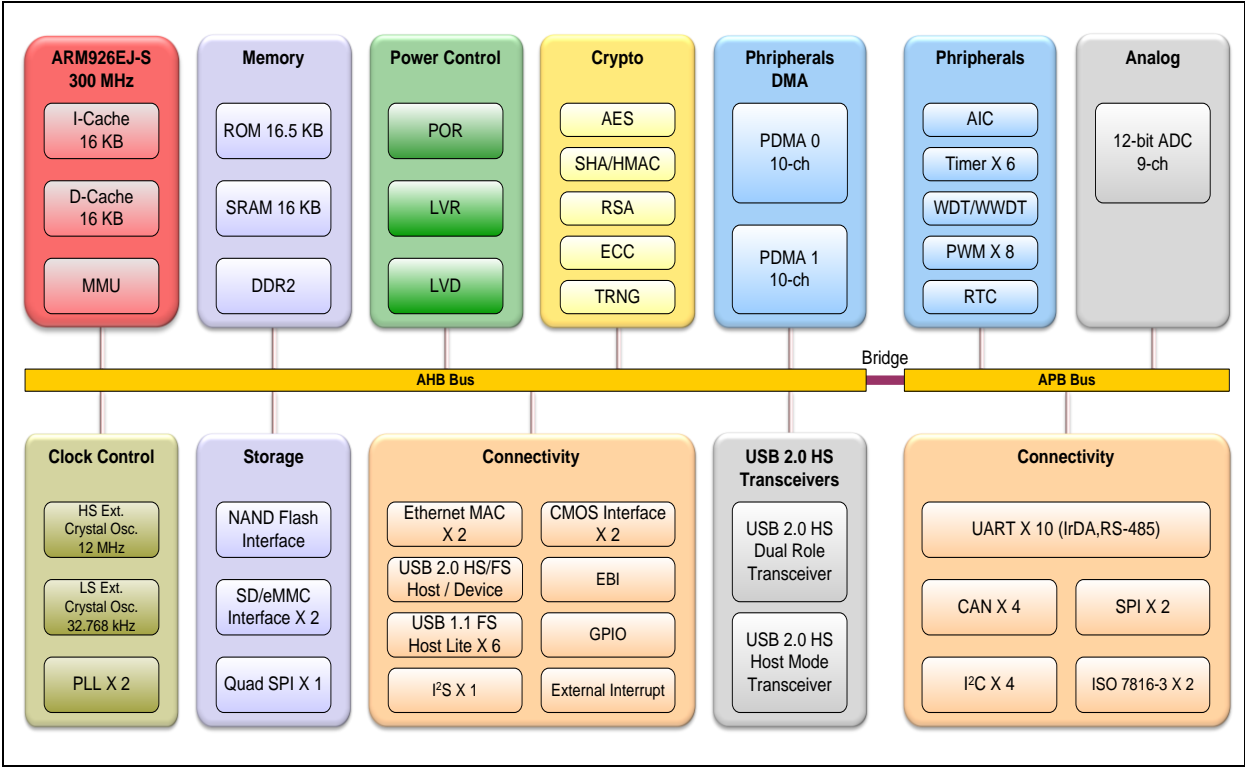 ARM926EJ-S
300 MHz
I-Cache
16 KB
D-Cache
16 KB
MMU
Memory
ROM 16.5 KB
SRAM 16 KB
DDR2
Power Control
POR
LVR
LVD
Crypto
AES
SHA/HMAC
RSA
ECC
TRNG
Phripherals
DMA
PDMA 0
10-ch
PDMA 1
10-ch
Phripherals
AIC
Timer X 6
WDT/WWDT
PWM X 8
RTC
Analog
12-bit ADC
9-ch
AHB Bus
Bridge
APB Bus
Clock Control
HS Ext.
Crystal Osc.
12 MHz
LS Ext.
Crystal Osc.
32.768 kHz
PLL X 2
Storage
NAND Flash
Interface
SD/eMMC
Interface X 2
Quad SPI X 1
Connectivity
Ethernet MAC
X 2
CMOS Interface
X 2
USB 2.0 HS/FS
Host / Device
EBI
USB 1.1 FS
Host Lite X 6
GPIO
I²S X 1
External Interrupt
USB 2.0 HS
Transceivers
USB 2.0 HS
Dual Role
Transceiver
USB 2.0 HS
Host Mode
Transceiver
Connectivity
UART X 10 (IrDA,RS-485)
CAN X 4
SPI X 2
I²C X 4
ISO 7816-3 X 2